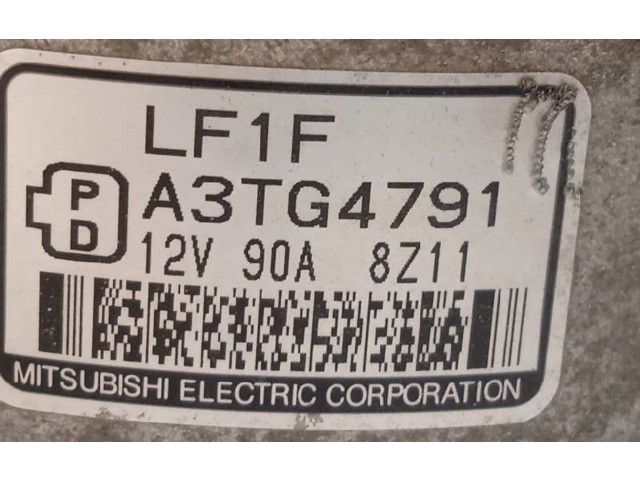 LF1F
P
D
A3TG4791
12V 90A 8Z11
MITSUBISHI ELECTRIC CORPORATION